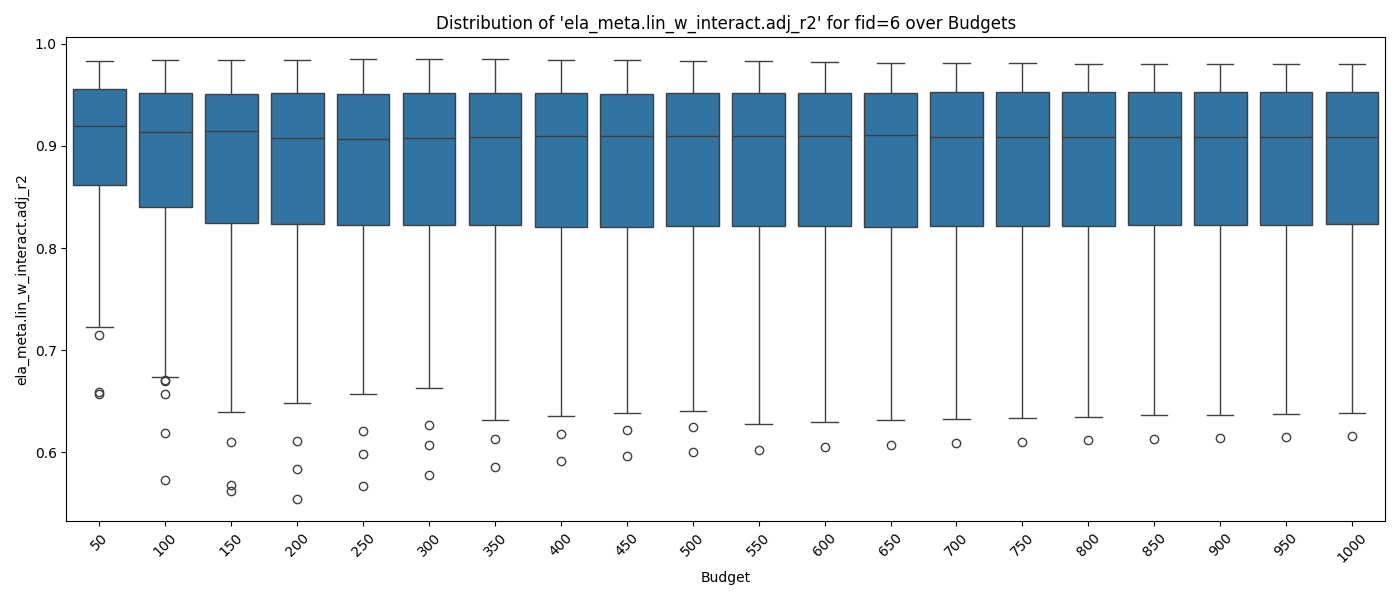 Distribution of 'ela_meta.lin_w_interact.adj_r2' for fid=6 over Budgets
ela_meta.lin_w_interact.adj_r2
1.0
0.9
0.8
0.7
0.6
50 100 150 200 250 300 350 400 450 500 550 600 650 700 750 800 850 900 950 1000
Budget